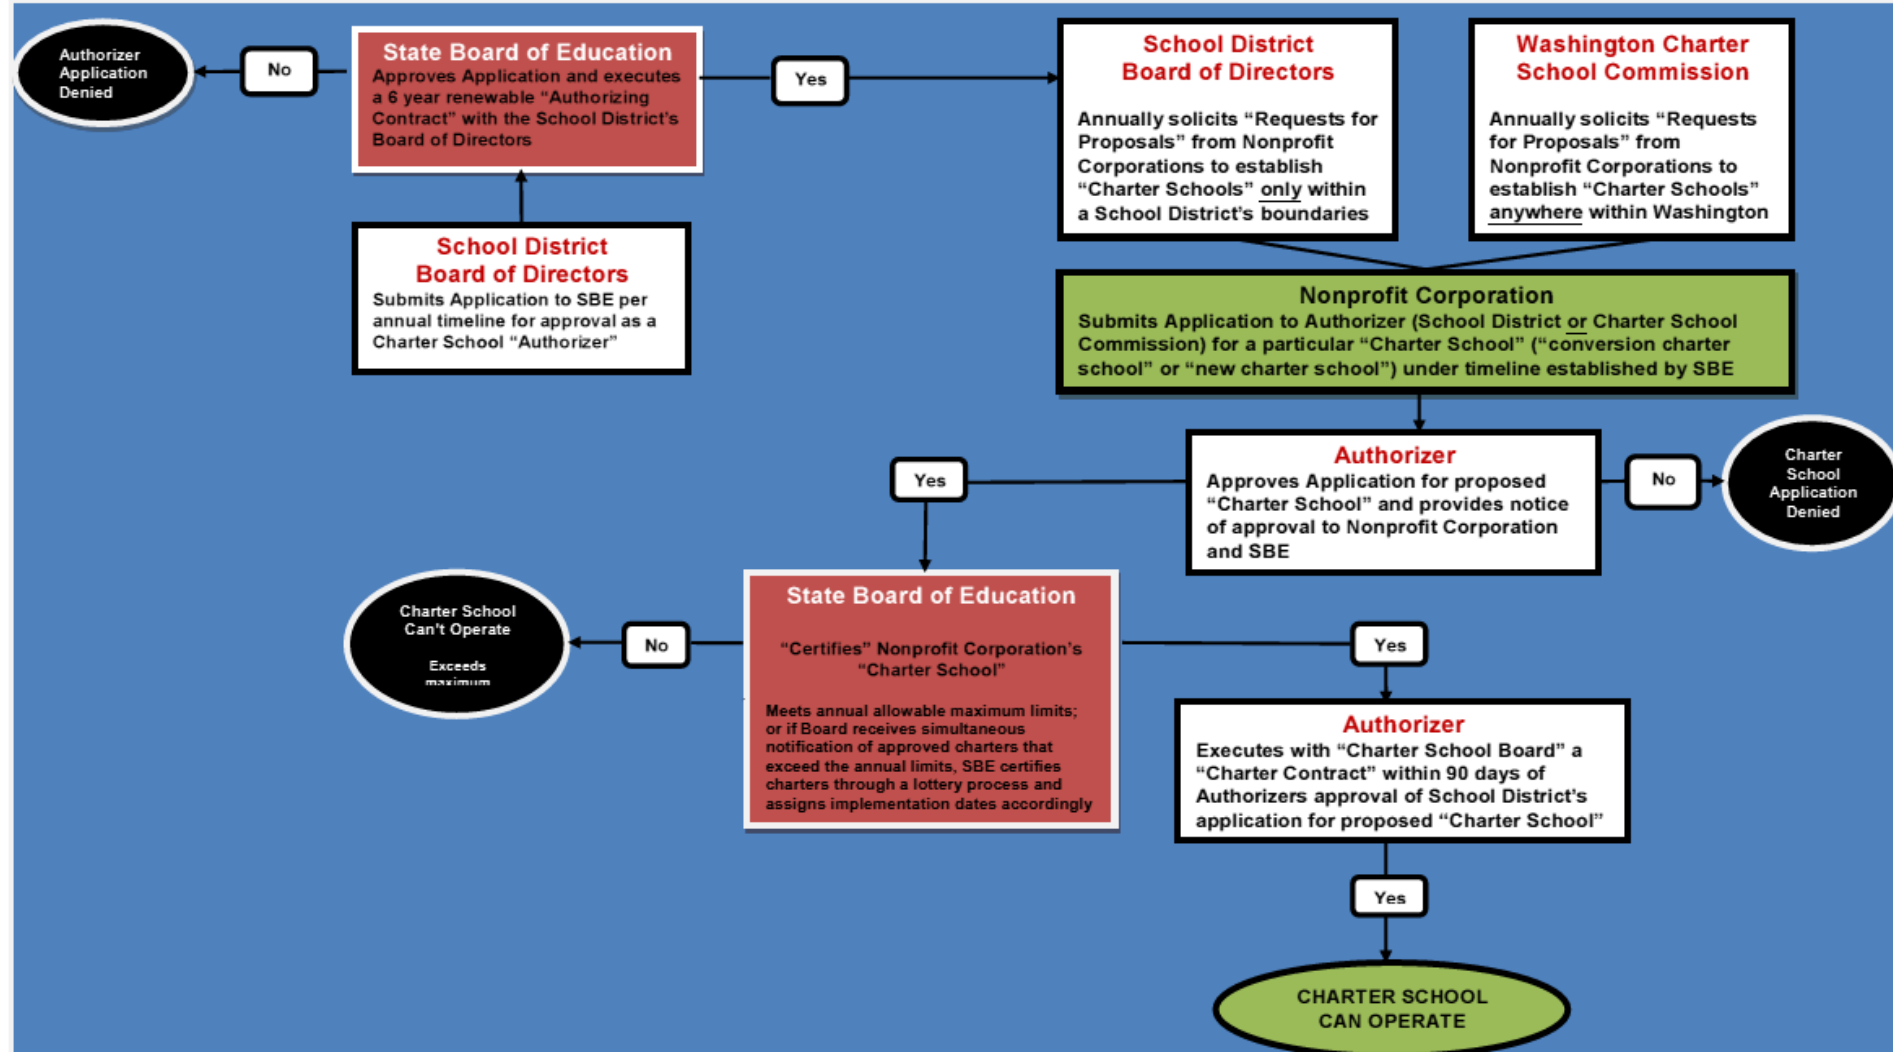 Authorizer
Application
Denied
No
State Board of Education
Approves Application and executes
a 6 year renewable “Authorizing
Contract” with the School District’s
Board of Directors
Yes
School District
Board of Directors
Annually solicits “Requests for
Proposals” from Nonprofit
Corporations to establish
“Charter Schools” only within
a School District’s boundaries
Washington Charter
School Commission
Annually solicits “Requests
for Proposals” from
Nonprofit Corporations to
establish “Charter Schools”
anywhere within Washington
School District
Board of Directors
Submits Application to SBE per
annual timeline for approval as a
Charter School “Authorizer”
Nonprofit Corporation
Submits Application to Authorizer (School District or Charter School
Commission) for a particular “Charter School” (“conversion charter
school” or “new charter school”) under timeline established by SBE
Authorizer
Approves Application for proposed
“Charter School” and provides notice
of approval to Nonprofit Corporation
and SBE
No
Charter
School
Application
Denied
Yes
State Board of Education
“Certifies” Nonprofit Corporation’s
“Charter School”
Meets annual allowable maximum limits;
or if Board receives simultaneous
notification of approved charters that
exceed the annual limits, SBE certifies
charters through a lottery process and
assigns implementation dates accordingly
No
Charter School
Can’t Operate
Exceeds
maximum
Yes
Authorizer
Executes with “Charter School Board” a
“Charter Contract” within 90 days of
Authorizers approval of School District’s
application for proposed “Charter School”
Yes
CHARTER SCHOOL
CAN OPERATE